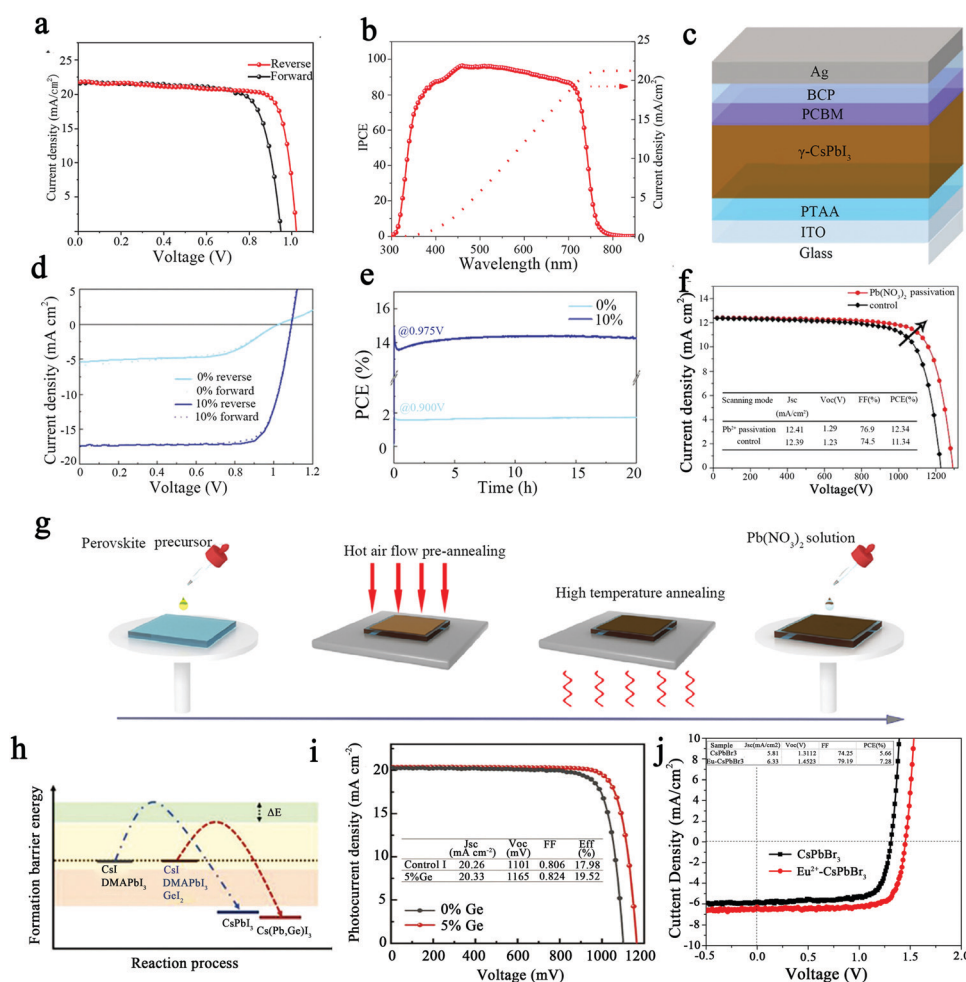 a
Reverse
Forward
Current density (mA/cm²)
25
20
15
10
5
0.0 0.2 0.4 0.6 0.8 1.0
Voltage (V)
b
IPCE
100
80
60
40
20
0
300 400 500 600 700 800
Wavelength (nm)
25
20
15
10
5
0
Current density (mA/cm²)
c
Ag
BCP
PCBM
γ-CsPbI₃
PTAA
ITO
Glass
d
Current density (mA cm²)
5
0
-5
-10
-15
-20
0% reverse
0% forward
10% reverse
10% forward
0.0 0.2 0.4 0.6 0.8 1.0 1.2
Voltage (V)
e
0%
10%
PCE (%)
16
14
2
0
@0.975V
@0.900V
0 5 10 15 20
Time (h)
f
Pb(NO₃)₂ passivation
control
Current density (mA cm²)
14
12
10
8
6
4
2
0
Scanning mode Jsc Voc(V) FF(%) PCE(%)
(mA/cm²)
Pb²⁺ passivation 12.41 1.29 76.9 12.34
control 12.39 1.23 74.5 11.34
0 200 400 600 800 1000 1200
Voltage(V)
g
Perovskite precursor
Hot air flow pre-annealing
High temperature annealing
Pb(NO₃)₂ solution
h
Formation barrier energy
ΔE
CsI
DMAPbI₃
CsI
DMAPbI₃
GeI₂
CsPbI₃
Cs(Pb,Ge)I₃
Reaction process
i
Photocurrent density (mA cm⁻²)
20
15
10
5
0
Jsc Voc FF Eff
(mA cm⁻²) (mV) (%)
Control I 20.26 1101 0.806 17.98
5%Ge 20.33 1165 0.824 19.52
0% Ge
5% Ge
0 200 400 600 800 1000 1200
Voltage (mV)
j
Cuttent Density (mA/cm²)
10
8
6
4
2
0
-2
-4
-6
-8
-10
Sample Jsc(mA/cm2) Voc(V) FF PCE(%)
CsPbBr3 5.81 1.3112 74.25 5.66
Eu-CsPbBr3 6.33 1.4523 79.19 7.28
CsPbBr₃
Eu²⁺-CsPbBr₃
-0.5 0.0 0.5 1.0 1.5 2.0
Voltage (V)